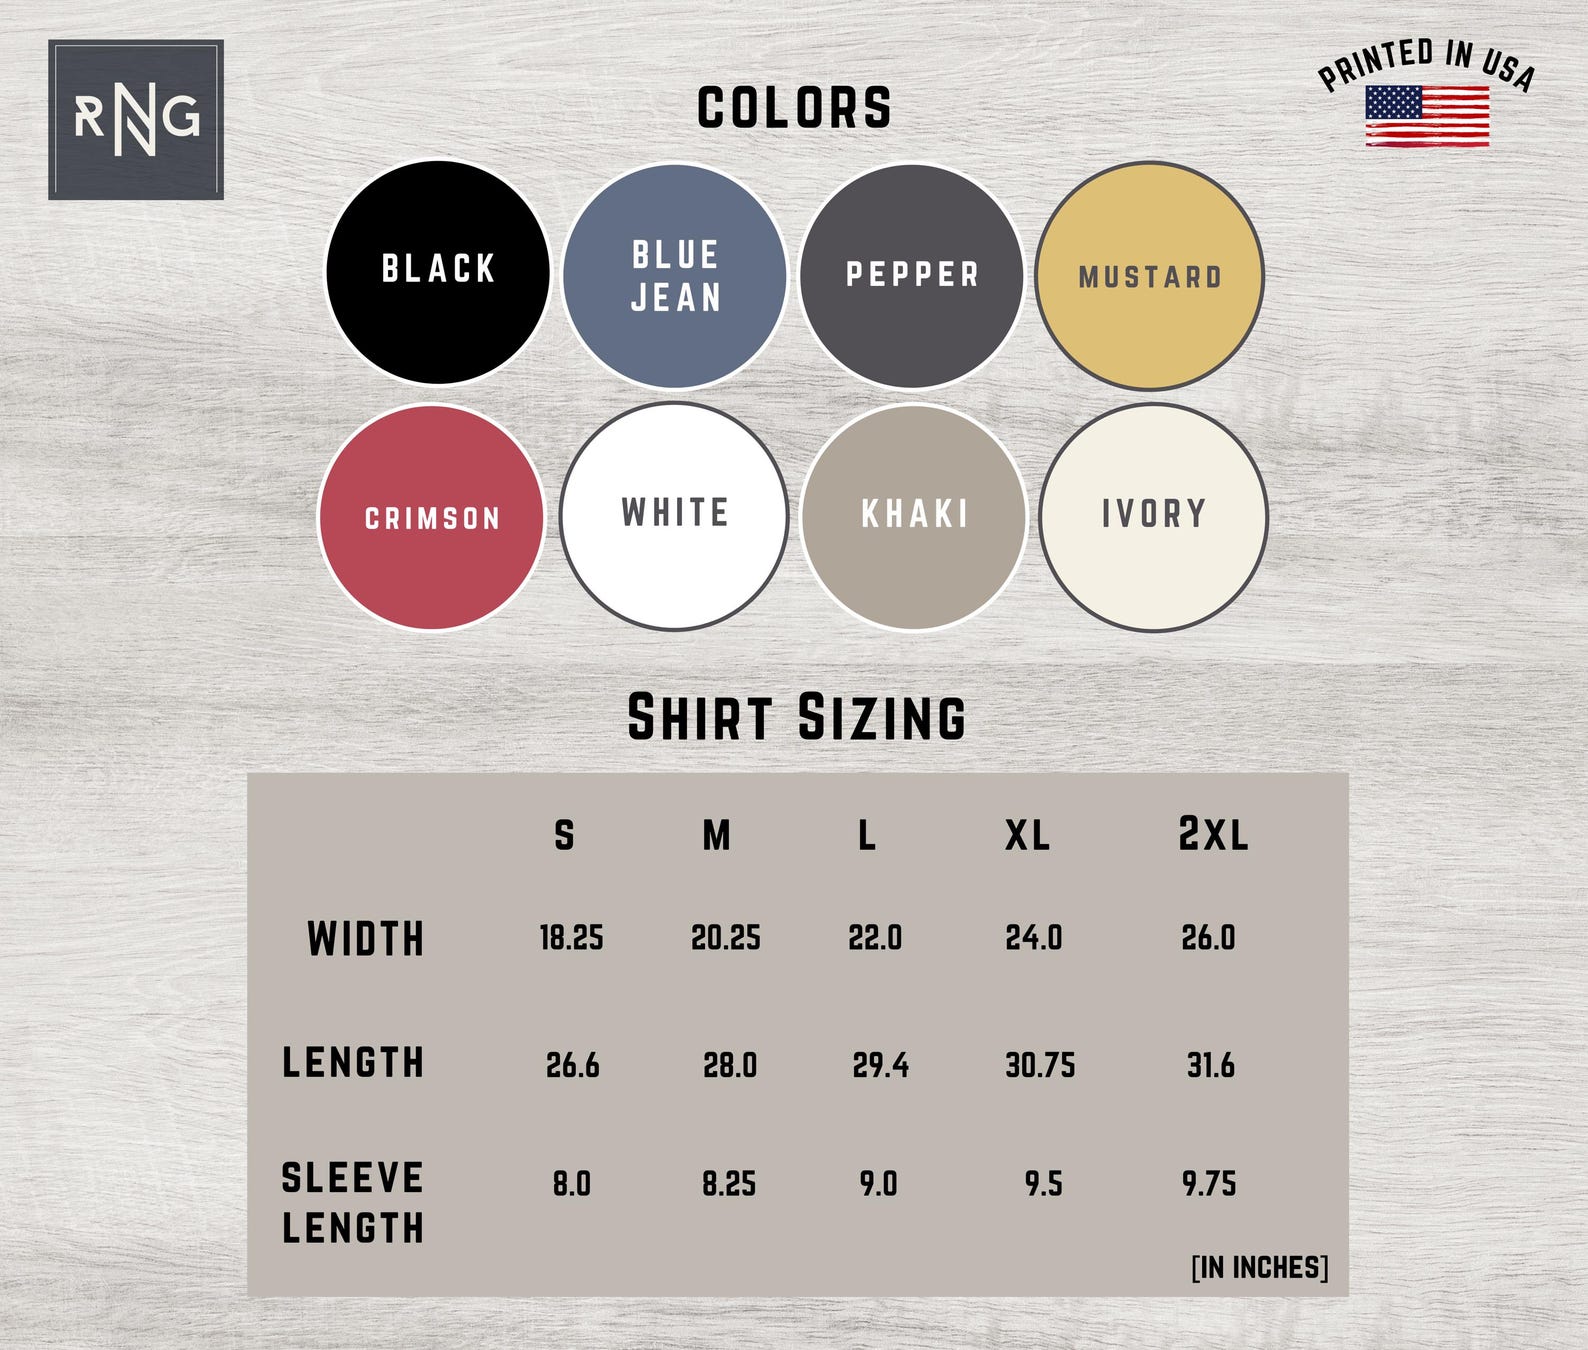 RNG
PRINTED IN USA
COLORS
BLACK
BLUE
JEAN
PEPPER
MUSTARD
CRIMSON
WHITE
KHAKI
IVORY
SHIRT SIZING
S M L XL 2XL
WIDTH 18.25 20.25 22.0 24.0 26.0
LENGTH 26.6 28.0 29.4 30.75 31.6
SLEEVE 8.0 8.25 9.0 9.5 9.75
LENGTH
[IN INCHES]